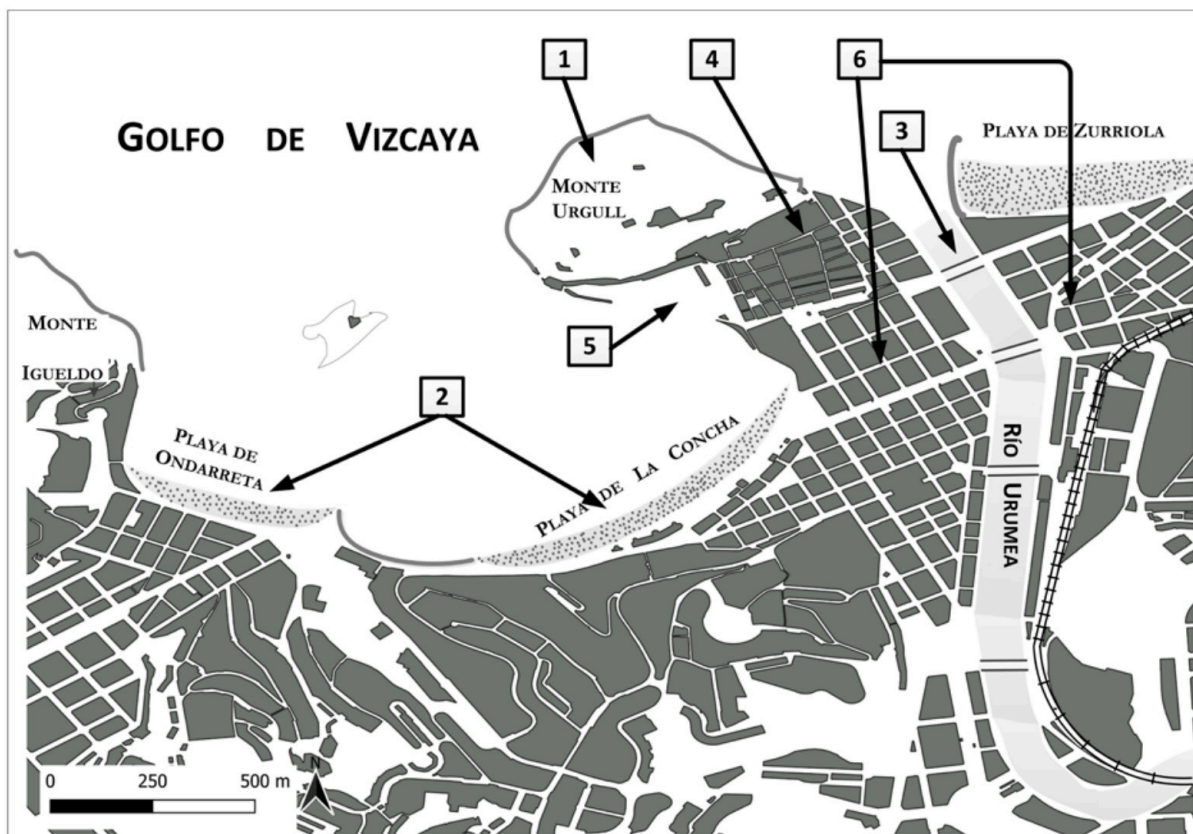 1
4
6
GOLFO DE VIZCAYA
3
PLAYA DE ZURRIOLA
MONTE
URGULL
MONTE
IGUELDO
5
2
PLAYA DE
ONDARRETA
PLAYA DE LA CONCHA
RÍO URUMEA
0 250 500 m
N